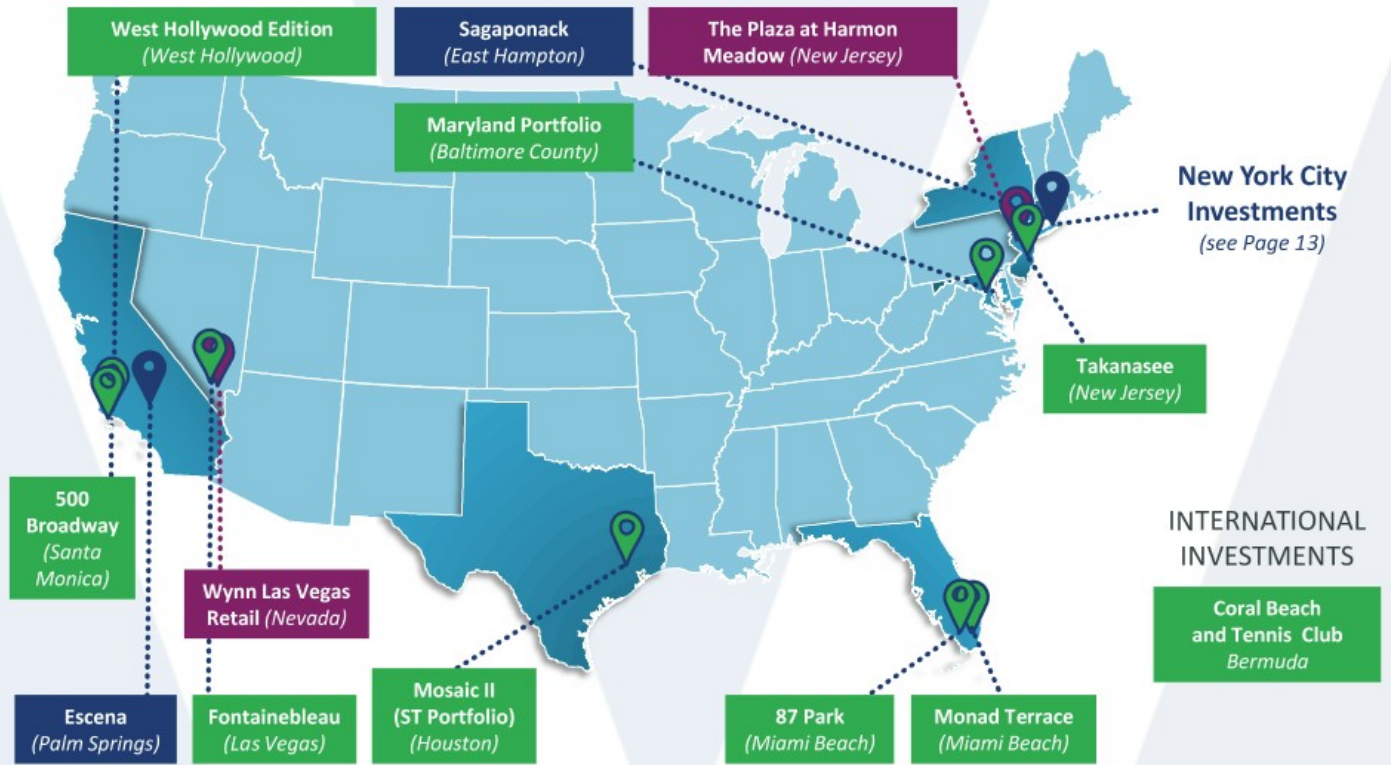 West Hollywood Edition
(West Hollywood)
Sagaponack
(East Hampton)
The Plaza at Harmon
Meadow (New Jersey)
Maryland Portfolio
(Baltimore County)
New York City
Investments
(see Page 13)
Takanasee
(New Jersey)
500
Broadway
(Santa
Monica)
Wynn Las Vegas
Retail (Nevada)
INTERNATIONAL
INVESTMENTS
Coral Beach
and Tennis Club
Bermuda
Escena
(Palm Springs)
Fontainebleau
(Las Vegas)
Mosaic II
(ST Portfolio)
(Houston)
87 Park
(Miami Beach)
Monad Terrace
(Miami Beach)